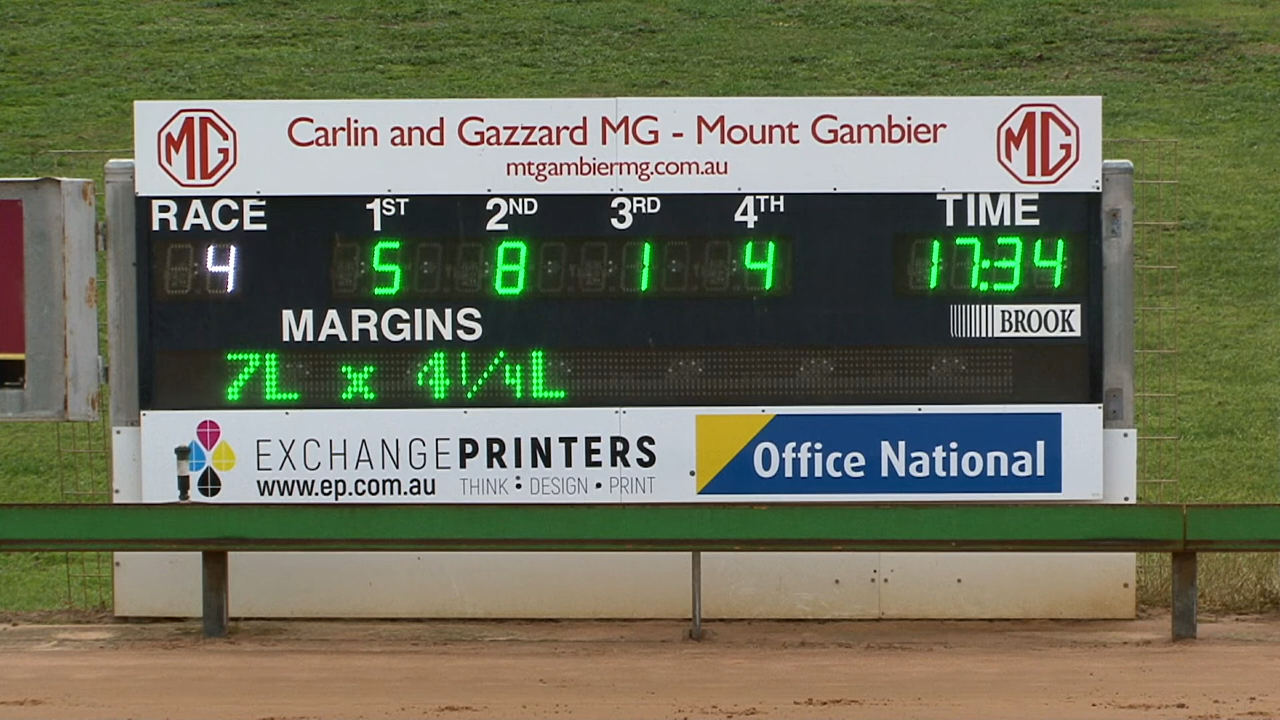 MG Carlin and Gazzard MG - Mount Gambier MG
mtgambiermg.com.au
RACE 1ST 2ND 3RD 4TH TIME
4 5 8 1 4 17:34
MARGINS
BROOK
7L x 4 1/4L
EXCHANGEPRINTERS
www.ep.com.au THINK : DESIGN • PRINT
Office National